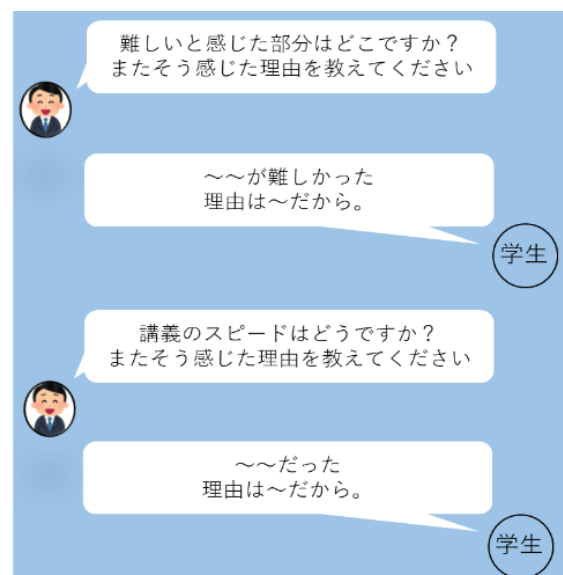 難しいと感じた部分はどこですか？
またそう感じた理由を教えてください
～～が難しかった
理由は～だから。
学生
講義のスピードはどうですか？
またそう感じた理由を教えてください
～～だった
理由は～だから。
学生